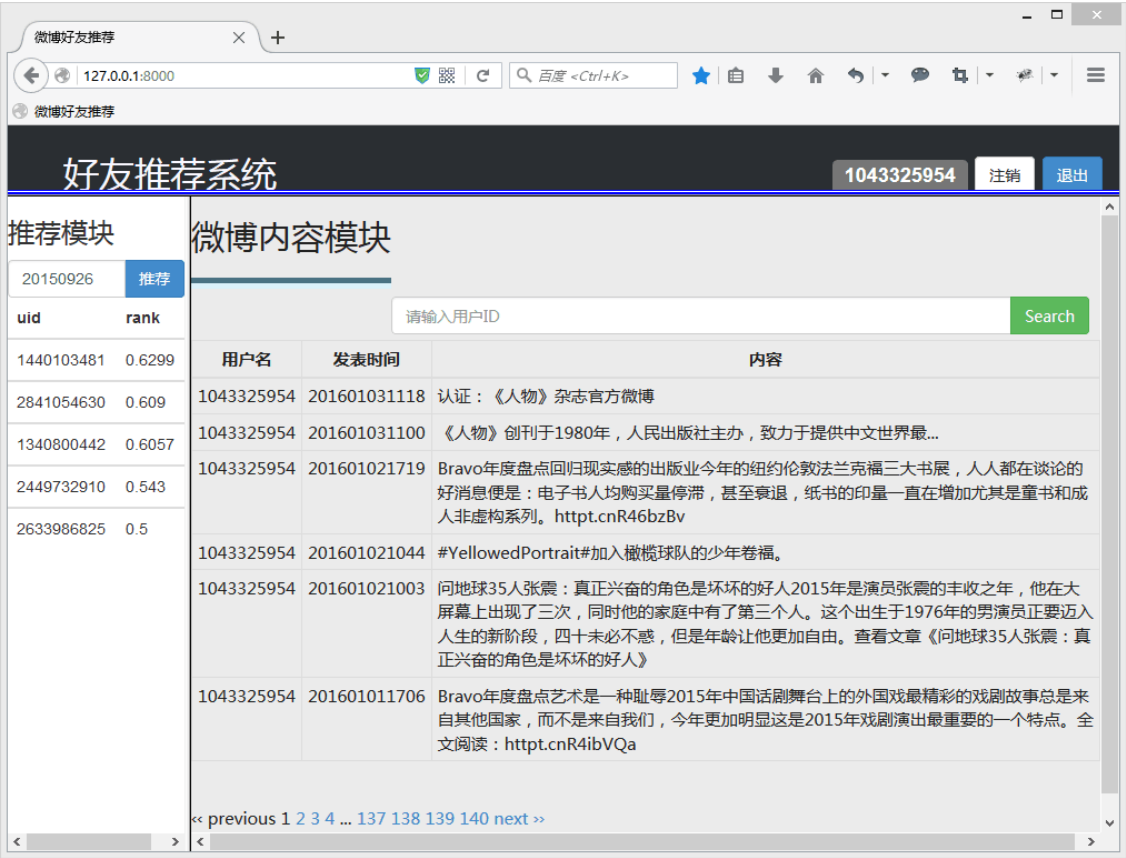 微博好友推荐
127.0.0.1:8000
百度 <Ctrl+K>
微博好友推荐
好友推荐系统
1043325954 注销 退出
推荐模块
20150926 推荐
uid rank
1440103481 0.6299
2841054630 0.609
1340800442 0.6057
2449732910 0.543
2633986825 0.5
微博内容模块
请输入用户ID Search
用户名 发表时间 内容
1043325954 201601031118 认证：《人物》杂志官方微博
1043325954 201601031100 《人物》创刊于1980年，人民出版社主办，致力于提供中文世界最...
1043325954 201601021719 Bravo年度盘点回归现实感的出版业今年的纽约伦敦法兰克福三大书展，人人都在谈论的
好消息便是：电子书人均购买量停滞，甚至衰退，纸书的印量一直在增加尤其是童书和成
人非虚构系列。httpt.cnR46bzBv
1043325954 201601021044 #YellowedPortrait#加入橄榄球队的少年卷福。
1043325954 201601021003 问地球35人张震：真正兴奋的角色是坏坏的好人2015年是演员张震的丰收之年，他在大
屏幕上出现了三次，同时他的家庭中有了第三个人。这个出生于1976年的男演员正要迈入
人生的新阶段，四十未必不惑，但是年龄让他更加自由。查看文章《问地球35人张震：真
正兴奋的角色是坏坏的好人》
1043325954 201601011706 Bravo年度盘点艺术是一种耻辱2015年中国话剧舞台上的外国戏最精彩的戏剧故事总是来
自其他国家，而不是来自我们，今年更加明显这是2015年戏剧演出最重要的一个特点。全
文阅读：httpt.cnR4ibVQa
‹‹ previous 1 2 3 4 ... 137 138 139 140 next ››